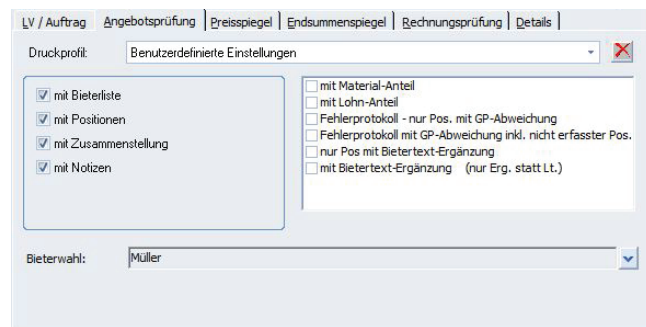 LV / Auftrag Angebotsprüfung Preisspiegel Endsummenspiegel Rechnungsprüfung Details
Druckprofil: Benutzerdefinierte Einstellungen
mit Bieterliste
mit Positionen
mit Zusammenstellung
mit Notizen
mit Material-Anteil
mit Lohn-Anteil
Fehlerprotokoll - nur Pos. mit GP-Abweichung
Fehlerprotokoll mit GP-Abweichung inkl. nicht erfasster Pos.
nur Pos mit Bietertext-Ergänzung
mit Bietertext-Ergänzung (nur Erg. statt Lt.)
Bieterwahl: Müller